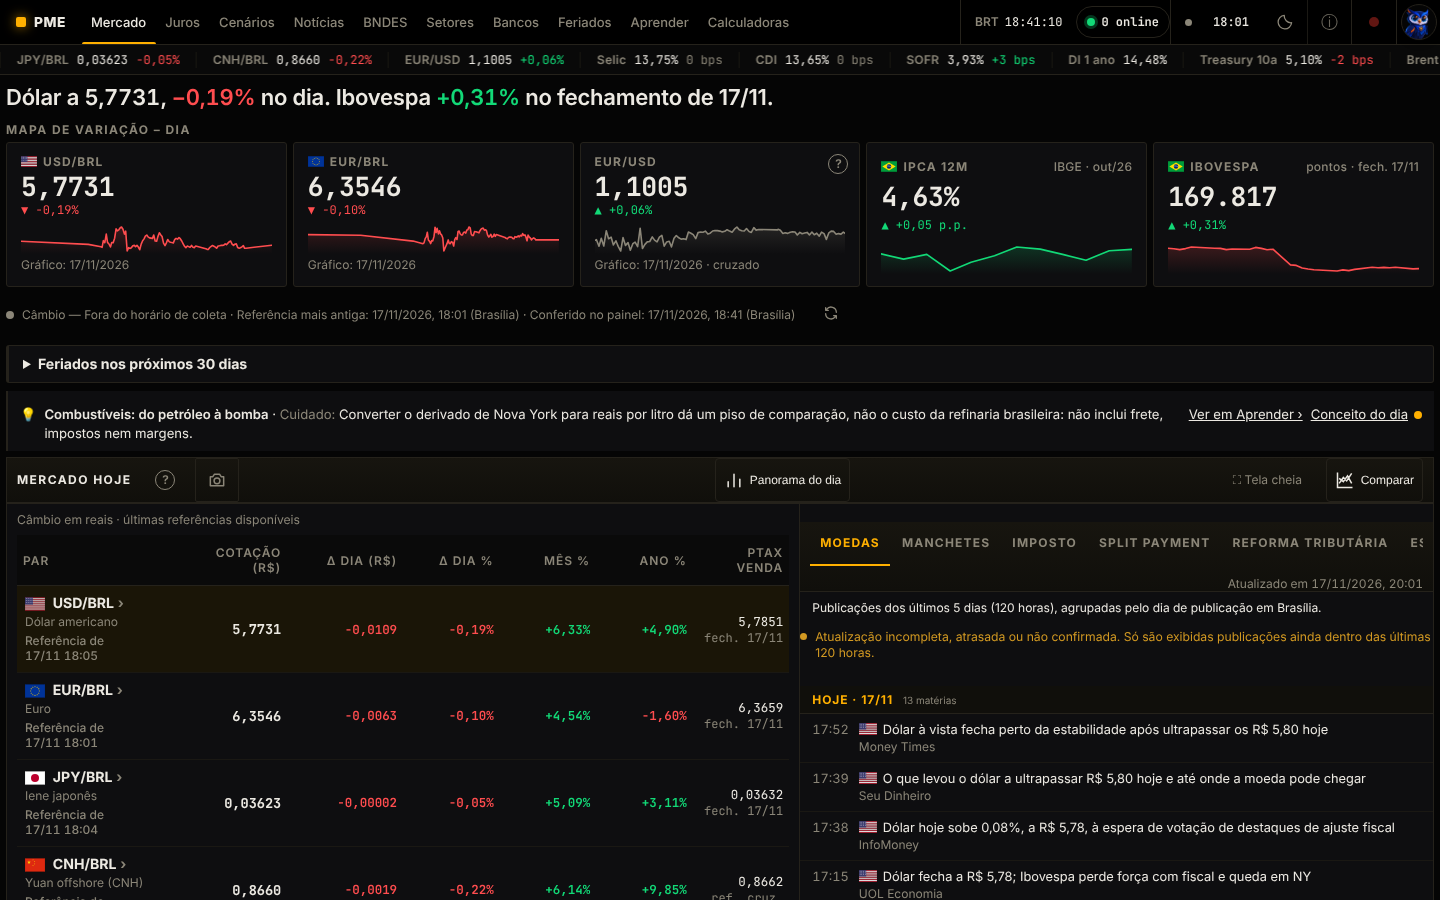 PME Mercado Juros Cenários Notícias BNDES Setores Bancos Feriados Aprender Calculadoras BRT 18:41:10 0 online 18:01
JPY/BRL 0,03623 -0,05% CNH/BRL 0,8660 -0,22% EUR/USD 1,1005 +0,06% Selic 13,75% 0 bps CDI 13,65% 0 bps SOFR 3,93% +3 bps DI 1 ano 14,48% Treasury 10a 5,10% -2 bps Brent
Dólar a 5,7731, −0,19% no dia. Ibovespa +0,31% no fechamento de 17/11.
MAPA DE VARIAÇÃO – DIA
USD/BRL
5,7731
▼ -0,19%
Gráfico: 17/11/2026
EUR/BRL
6,3546
▼ -0,10%
Gráfico: 17/11/2026
EUR/USD ?
1,1005
▲ +0,06%
Gráfico: 17/11/2026 · cruzado
IPCA 12M IBGE · out/26
4,63%
▲ +0,05 p.p.
IBOVESPA pontos · fech. 17/11
169.817
▲ +0,31%
Câmbio — Fora do horário de coleta · Referência mais antiga: 17/11/2026, 18:01 (Brasília) · Conferido no painel: 17/11/2026, 18:41 (Brasília)
▶ Feriados nos próximos 30 dias
Combustíveis: do petróleo à bomba · Cuidado: Converter o derivado de Nova York para reais por litro dá um piso de comparação, não o custo da refinaria brasileira: não inclui frete,
impostos nem margens.
Ver em Aprender › Conceito do dia
MERCADO HOJE ? Panorama do dia Tela cheia Comparar
Câmbio em reais · últimas referências disponíveis
PAR COTAÇÃO (R$) Δ DIA (R$) Δ DIA % MÊS % ANO % PTAX VENDA
USD/BRL ›
Dólar americano
Referência de
17/11 18:05
5,7731 -0,0109 -0,19% +6,33% +4,90% 5,7851
fech. 17/11
EUR/BRL ›
Euro
Referência de
17/11 18:01
6,3546 -0,0063 -0,10% +4,54% -1,60% 6,3659
fech. 17/11
JPY/BRL ›
Iene japonês
Referência de
17/11 18:04
0,03623 -0,00002 -0,05% +5,09% +3,11% 0,03632
fech. 17/11
CNH/BRL ›
Yuan offshore (CNH)
0,8660 -0,0019 -0,22% +6,14% +9,85% 0,8662
MOEDAS MANCHETES IMPOSTO SPLIT PAYMENT REFORMA TRIBUTÁRIA
Atualizado em 17/11/2026, 20:01
Publicações dos últimos 5 dias (120 horas), agrupadas pelo dia de publicação em Brasília.
Atualização incompleta, atrasada ou não confirmada. Só são exibidas publicações ainda dentro das últimas
120 horas.
HOJE · 17/11 13 matérias
17:52 Dólar à vista fecha perto da estabilidade após ultrapassar os R$ 5,80 hoje
Money Times
17:39 O que levou o dólar a ultrapassar R$ 5,80 hoje e até onde a moeda pode chegar
Seu Dinheiro
17:38 Dólar hoje sobe 0,08%, a R$ 5,78, à espera de votação de destaques de ajuste fiscal
InfoMoney
17:15 Dólar fecha a R$ 5,78; Ibovespa perde força com fiscal e queda em NY
UOL Economia